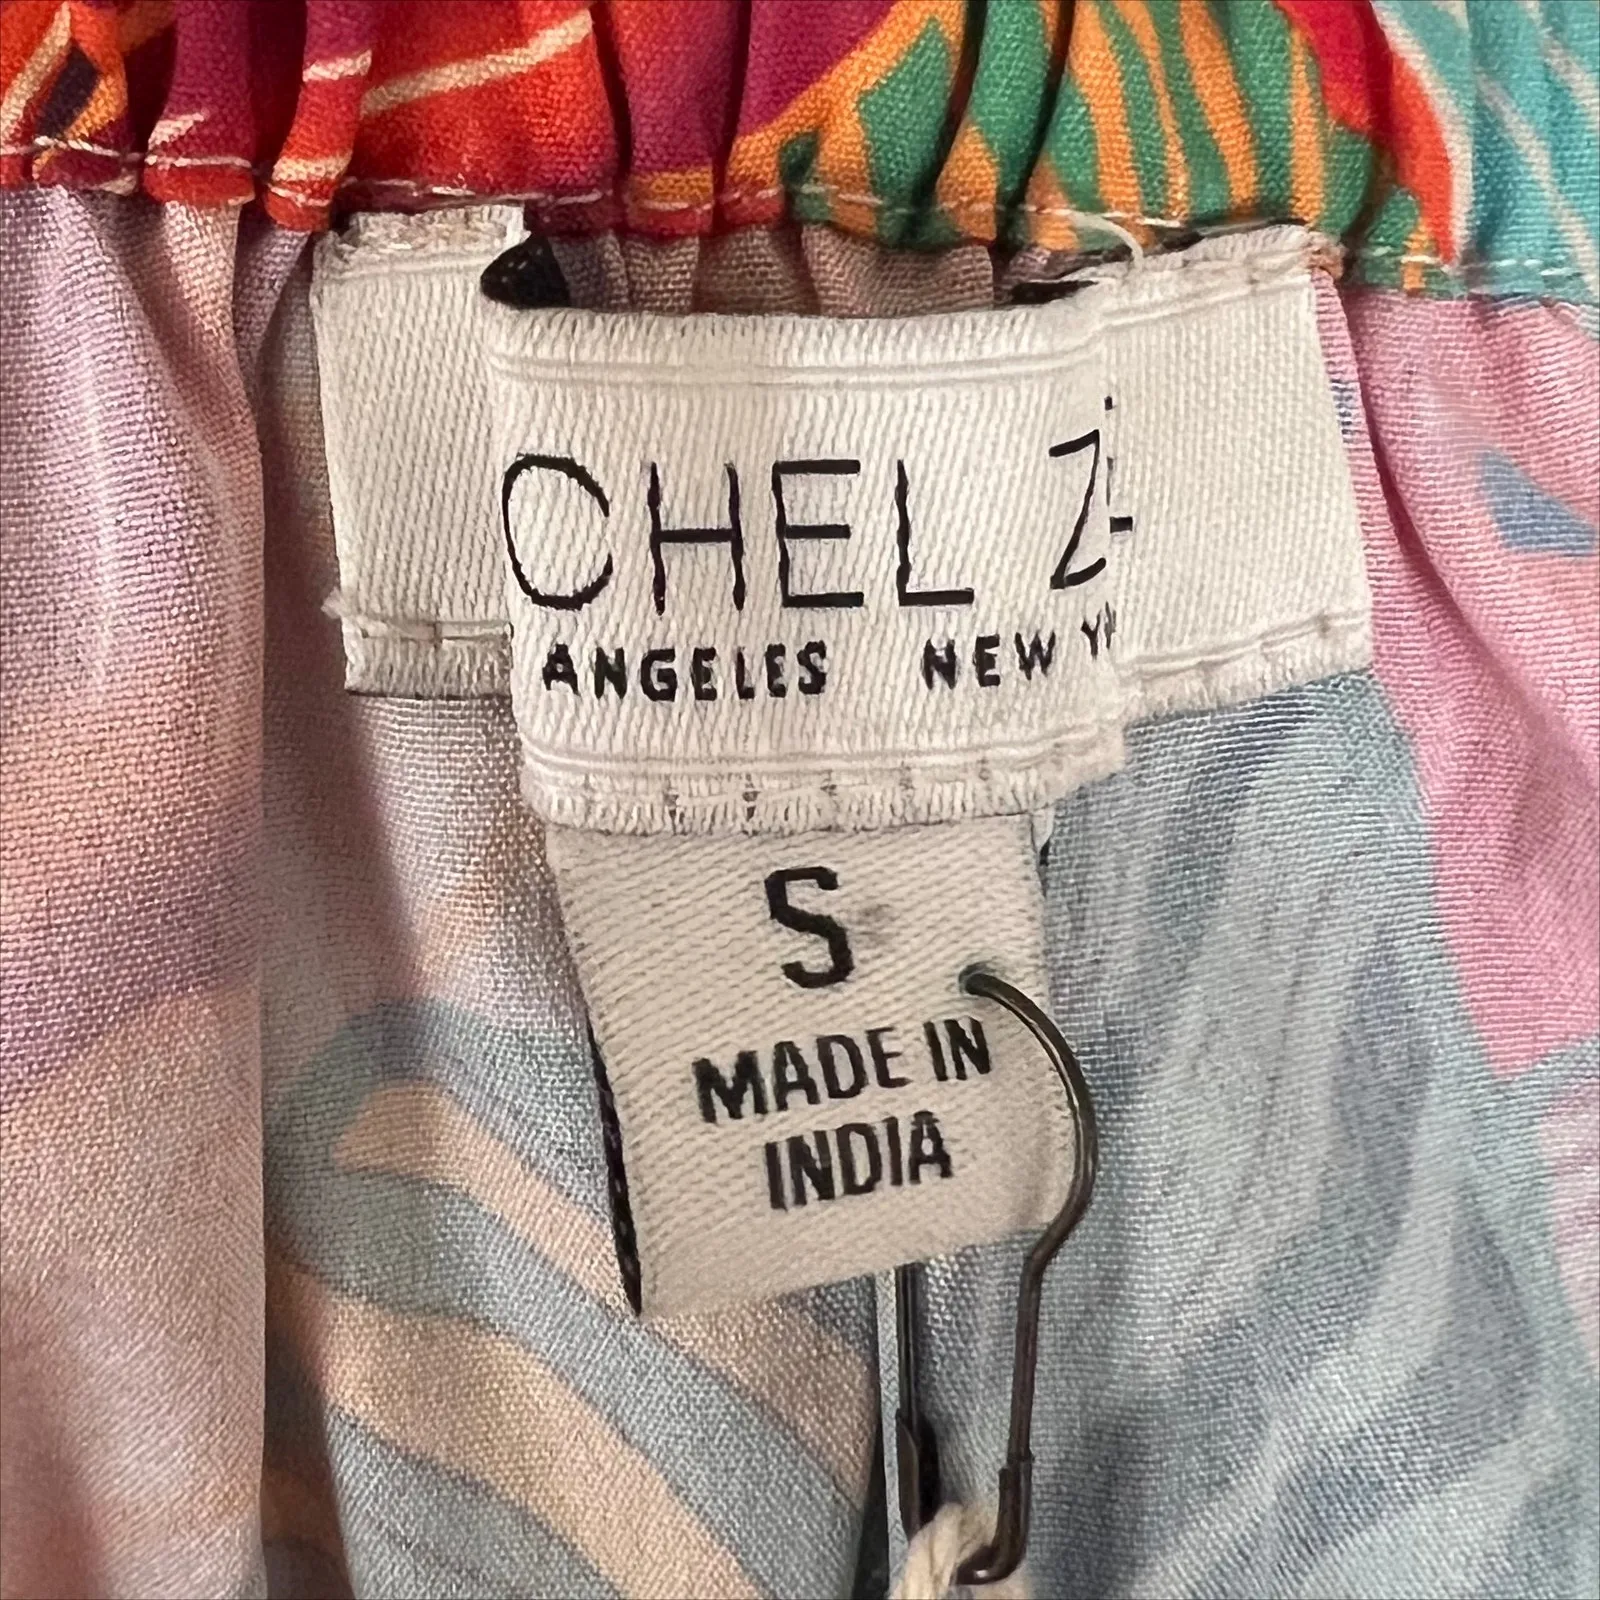 CHEL Z
ANGELES NEW Y
S
MADE IN
INDIA